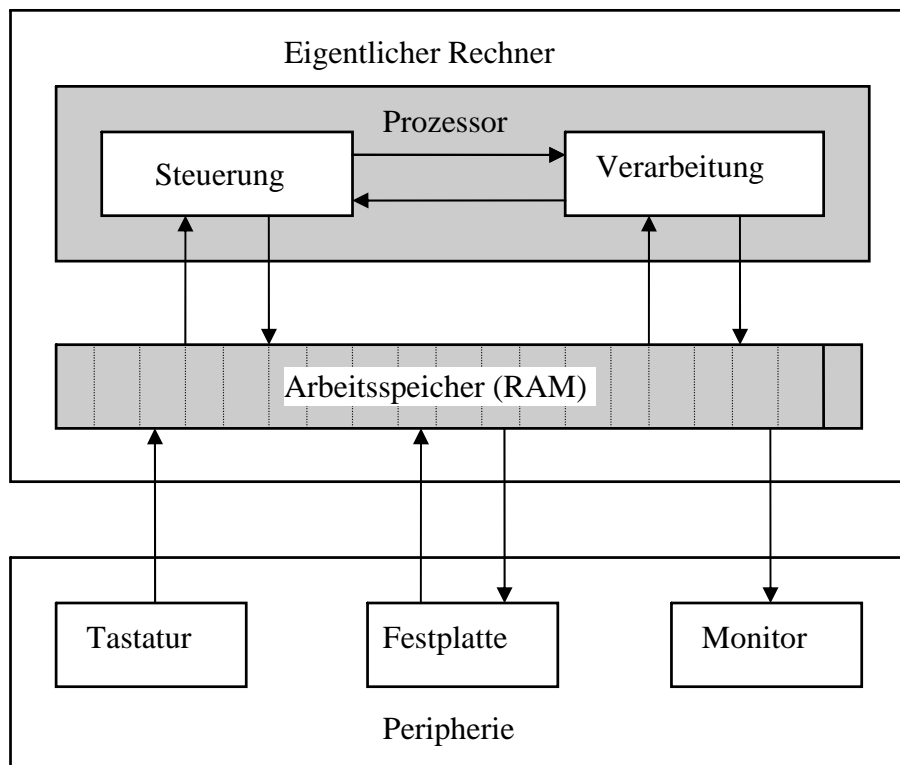 Eigentlicher Rechner
Prozessor
Steuerung
Verarbeitung
Arbeitsspeicher (RAM)
Tastatur
Festplatte
Monitor
Peripherie